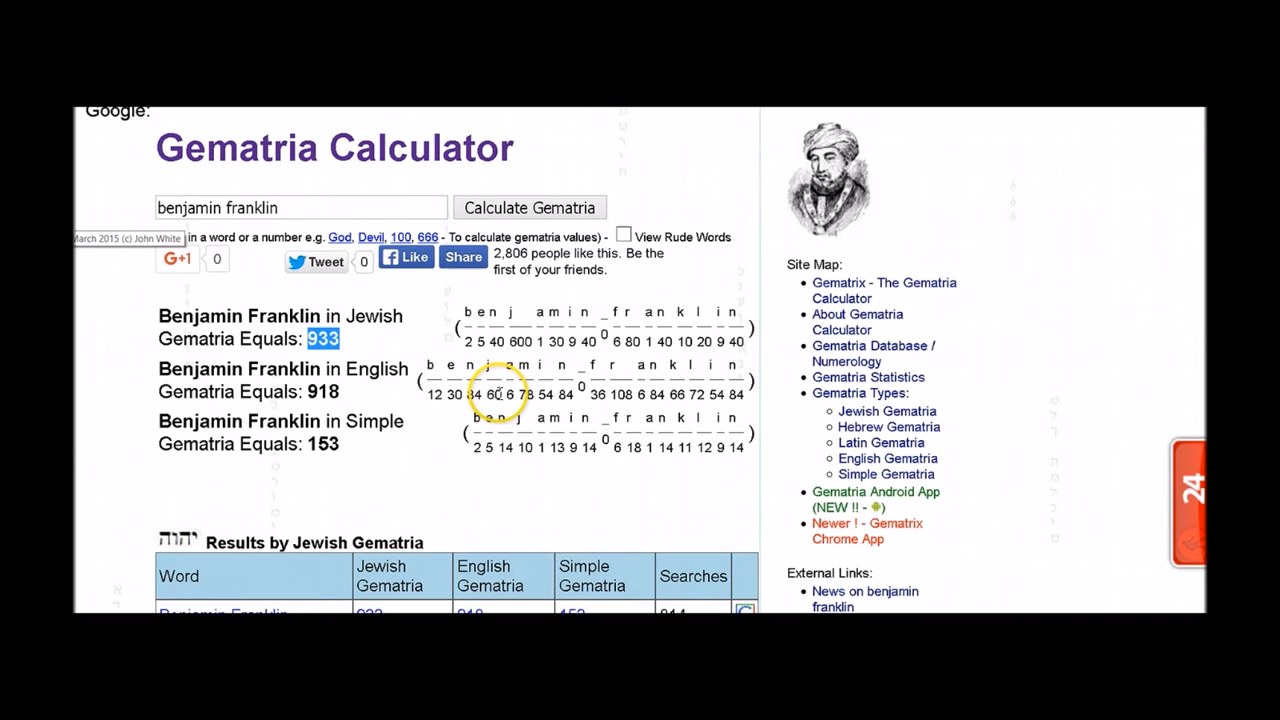 Google:
Gematria Calculator
benjamin franklin
Calculate Gematria
March 2015 (c) John White
in a word or a number e.g. God, Devil, 100, 666 - To calculate gematria values) - View Rude Words
G+1 0 Tweet 0 Like Share 2,806 people like this. Be the
first of your friends.
Benjamin Franklin in Jewish
Gematria Equals: 933
( b e n j a m i n _ f r a n k l i n
2 5 40 600 1 30 9 40 0 6 80 1 40 10 20 9 40 )
Benjamin Franklin in English
Gematria Equals: 918
( b e n j a m i n _ f r a n k l i n
12 30 84 60 6 78 54 84 0 36 108 6 84 66 72 54 84 )
Benjamin Franklin in Simple
Gematria Equals: 153
( b e n j a m i n _ f r a n k l i n
2 5 14 10 1 13 9 14 0 6 18 1 14 11 12 9 14 )
יהוה Results by Jewish Gematria
Word
Jewish
Gematria
English
Gematria
Simple
Gematria
Searches
Benjamin Franklin 933 918 153 814
Site Map:
Gematrix - The Gematria
Calculator
About Gematria
Calculator
Gematria Database /
Numerology
Gematria Statistics
Gematria Types:
Jewish Gematria
Hebrew Gematria
Latin Gematria
English Gematria
Simple Gematria
Gematria Android App
(NEW !! - )
Newer ! - Gematrix
Chrome App
External Links:
News on benjamin
franklin
24